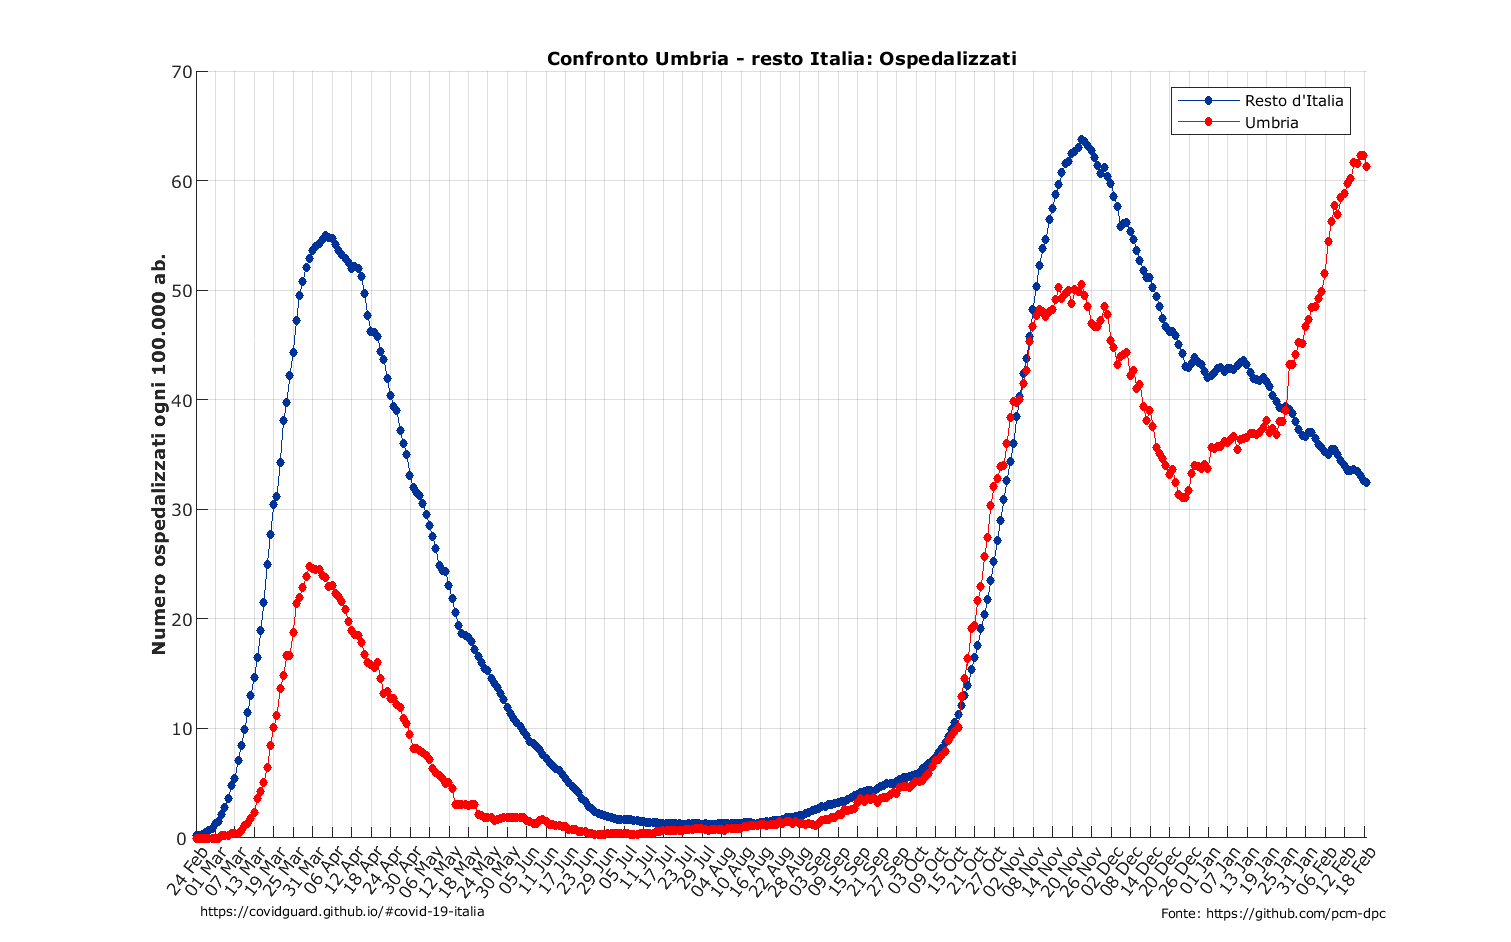 Confronto Umbria - resto Italia: Ospedalizzati
Resto d'Italia
Umbria
Numero ospedalizzati ogni 100.000 ab.
70
60
50
40
30
20
10
0
24 Feb
01 Mar
07 Mar
13 Mar
19 Mar
25 Mar
31 Mar
06 Apr
12 Apr
18 Apr
24 Apr
30 Apr
06 May
12 May
18 May
24 May
30 May
05 Jun
11 Jun
17 Jun
23 Jun
29 Jun
05 Jul
11 Jul
17 Jul
23 Jul
29 Jul
04 Aug
10 Aug
16 Aug
22 Aug
28 Aug
03 Sep
09 Sep
15 Sep
21 Sep
27 Sep
03 Oct
09 Oct
15 Oct
21 Oct
27 Oct
02 Nov
08 Nov
14 Nov
20 Nov
26 Nov
02 Dec
08 Dec
14 Dec
20 Dec
26 Dec
01 Jan
07 Jan
13 Jan
19 Jan
25 Jan
31 Jan
06 Feb
12 Feb
18 Feb
https://covidguard.github.io/#covid-19-italia
Fonte: https://github.com/pcm-dpc